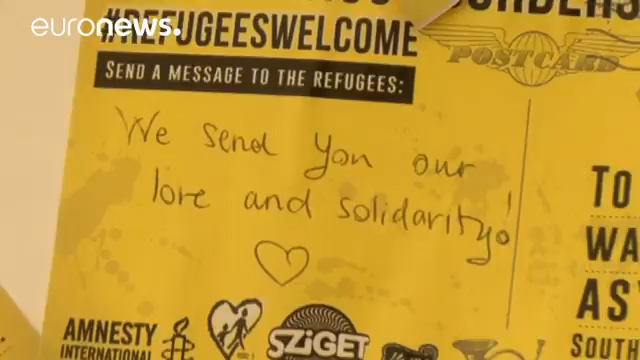 euronews.
#REFUGEESWELCOME
POSTCARD
SEND A MESSAGE TO THE REFUGEES:
We send you our
love and solidarity!
TO
WA
AS
SOUTH
AMNESTY
INTERNATIONAL
SZIGET